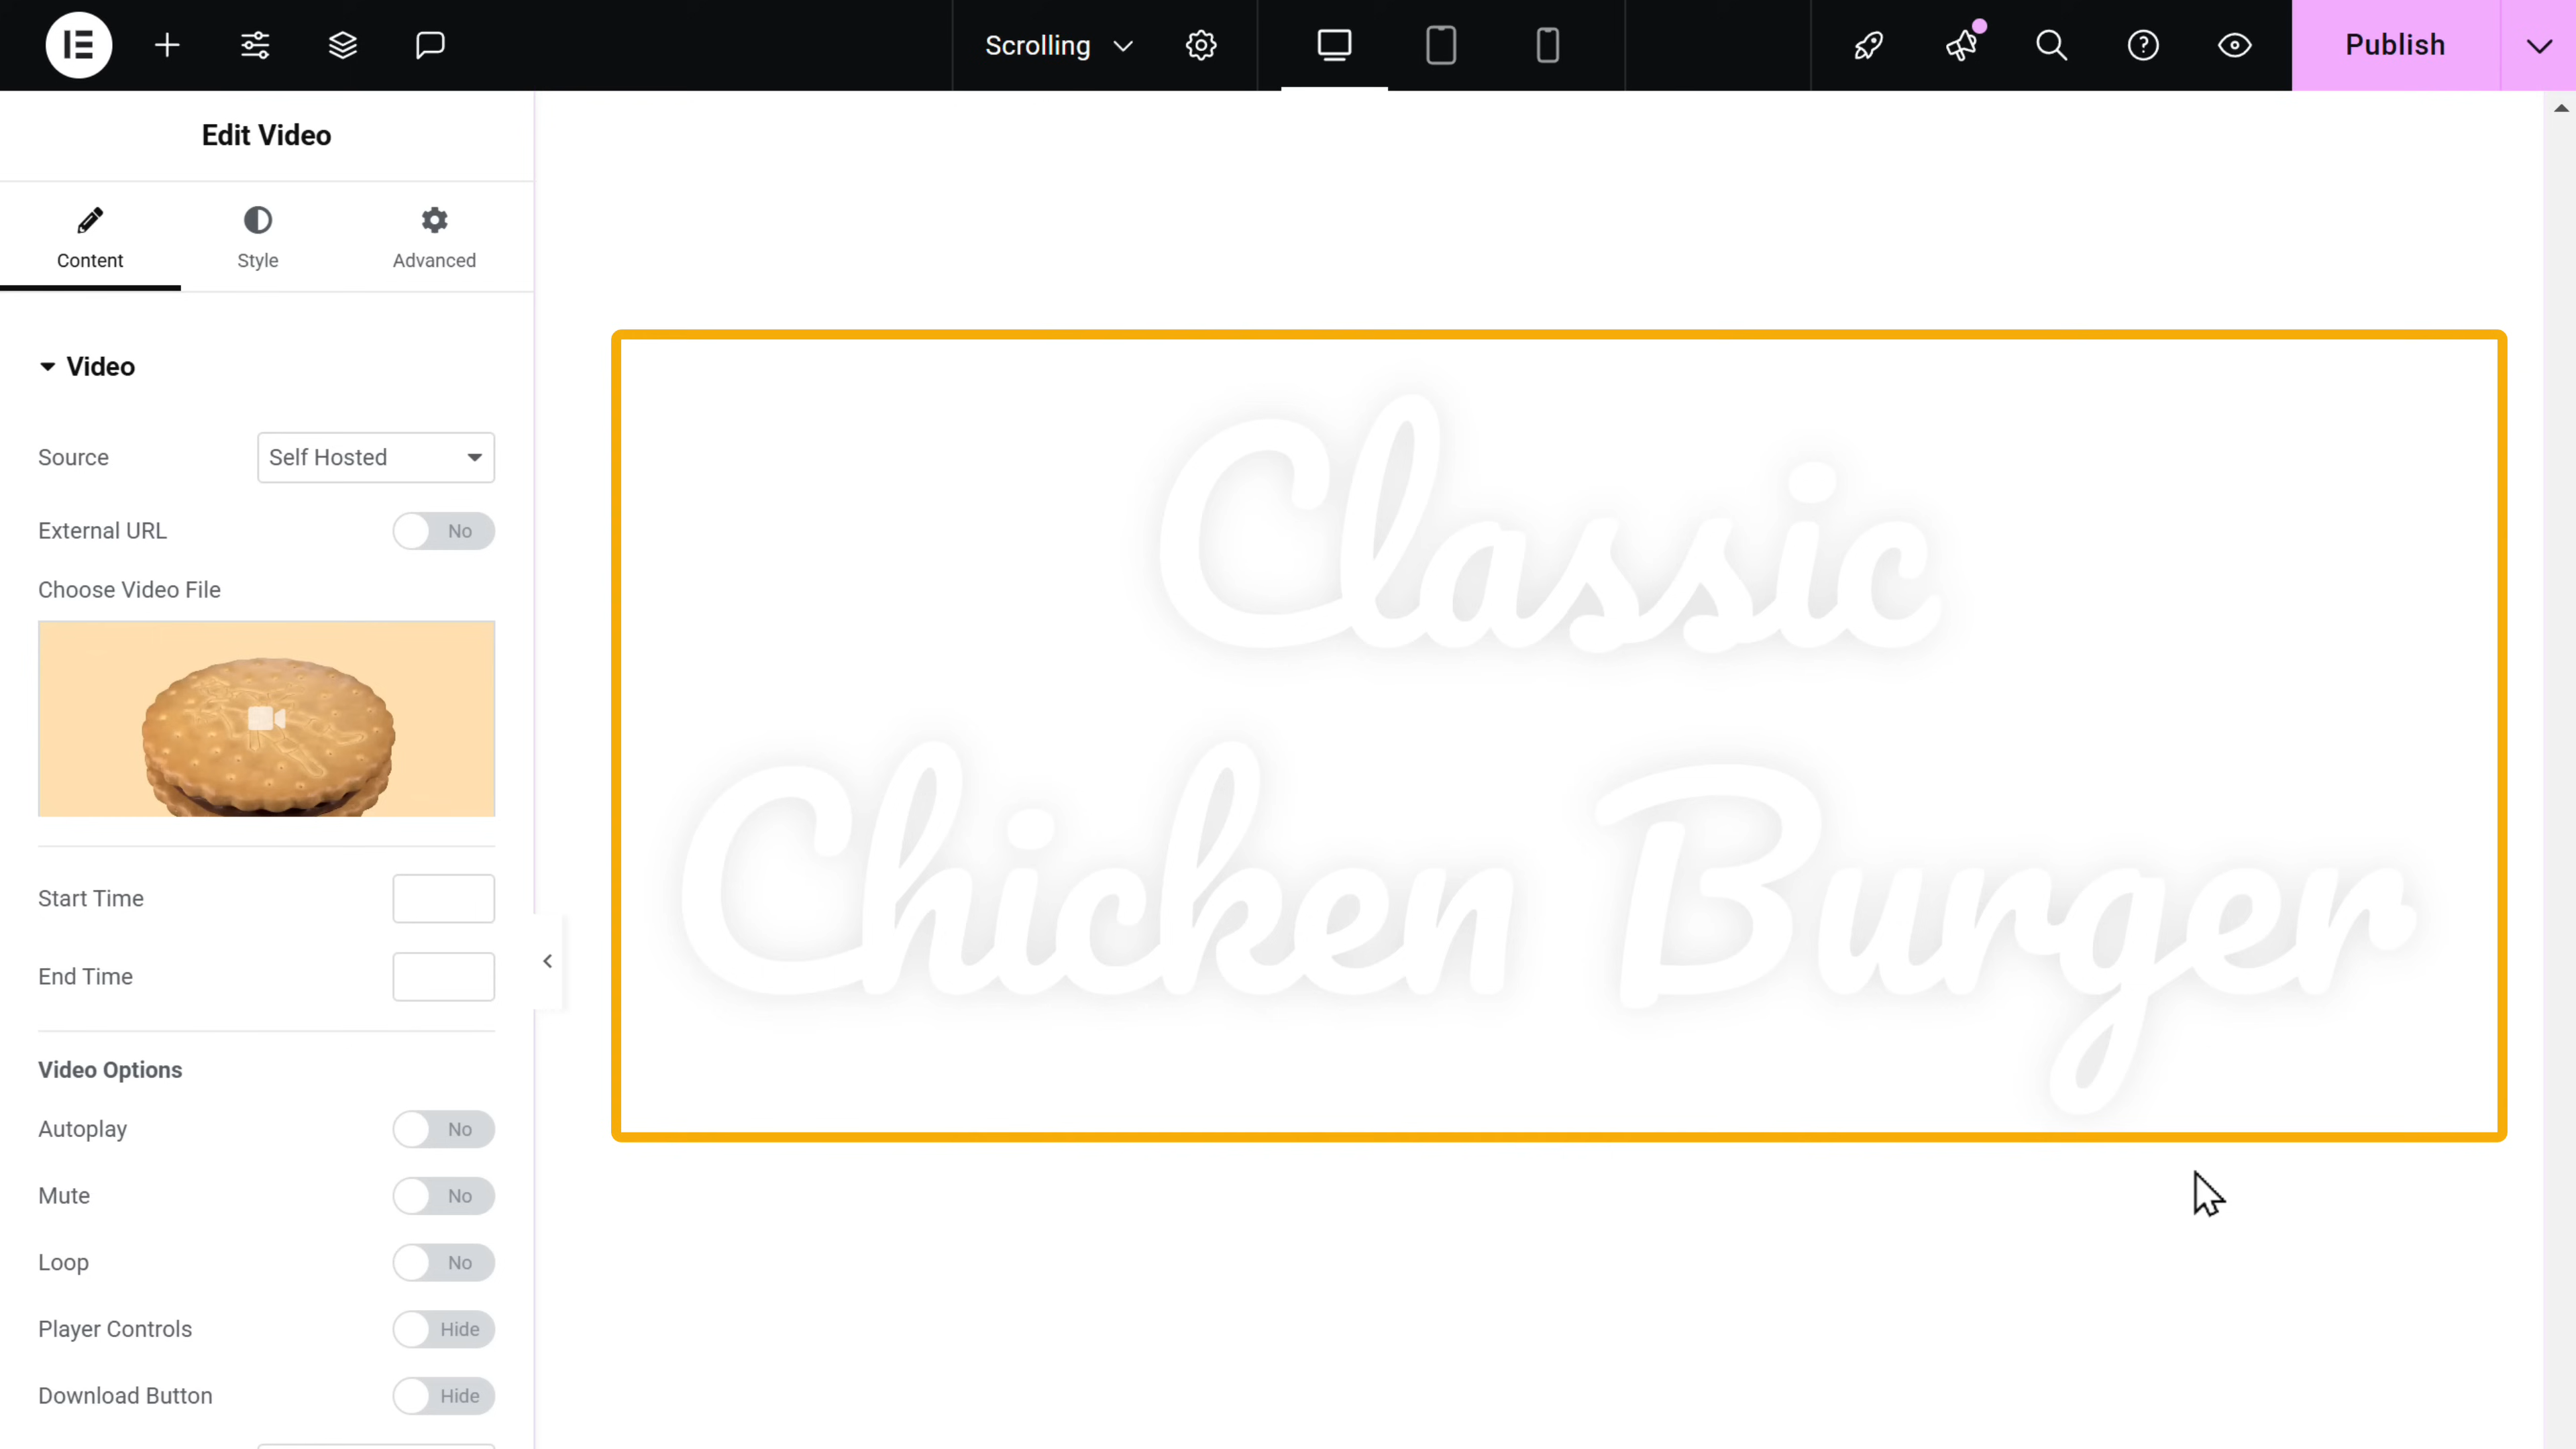 Scrolling
Publish
Edit Video
Content
Style
Advanced
Video
Source
Self Hosted
External URL
No
Choose Video File
Start Time
End Time
Video Options
Autoplay
No
Mute
No
Loop
No
Player Controls
Hide
Download Button
Hide
Classic
Chicken Burger